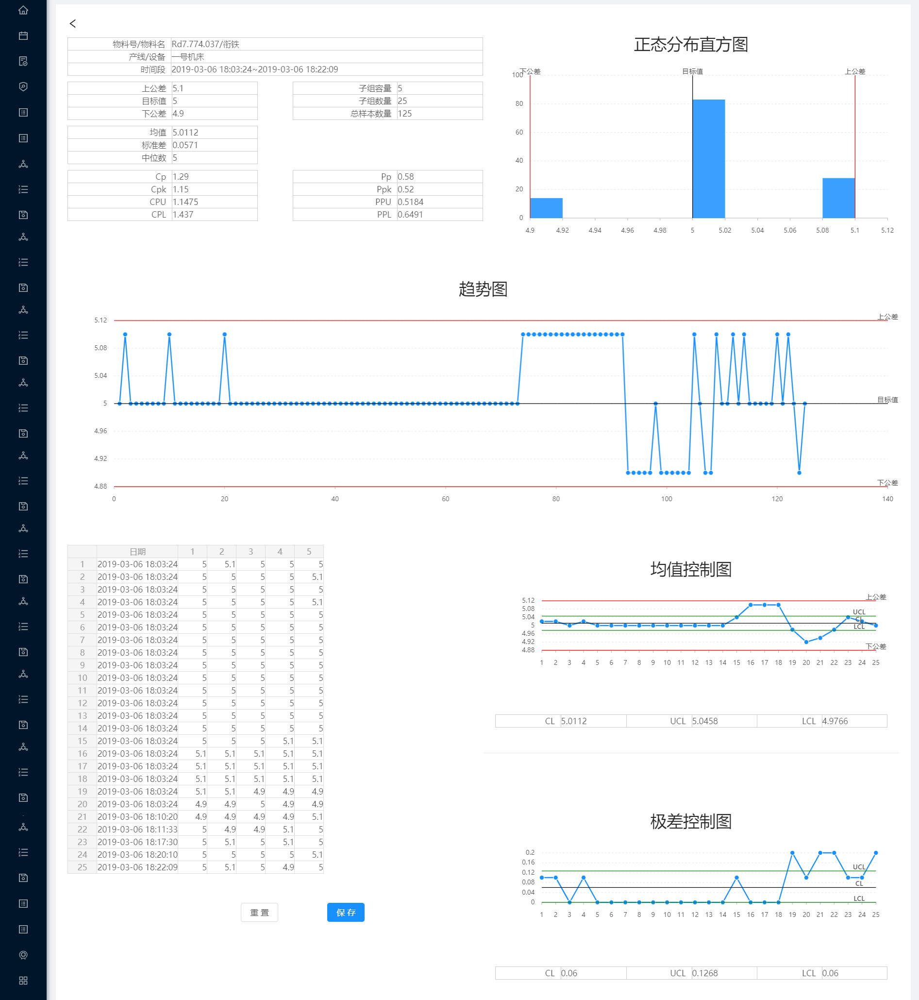 物料号/物料名 Rd7.774.037/衔铁
产线/设备 一号机床
时间段 2019-03-06 18:03:24~2019-03-06 18:22:09
上公差 5.1 子组容量 5
目标值 5 子组数量 25
下公差 4.9 总样本数量 125
均值 5.0112
标准差 0.0571
中位数 5
Cp 1.29 Pp 0.58
Cpk 1.15 Ppk 0.52
CPU 1.1475 PPU 0.5184
CPL 1.437 PPL 0.6491
正态分布直方图
下公差 目标值 上公差
100
80
60
40
20
0
4.9 4.92 4.94 4.96 4.98 5 5.02 5.04 5.06 5.08 5.1 5.12
趋势图
5.12 上公差
5.08
5.04
5 目标值
4.96
4.92
4.88 下公差
0 20 40 60 80 100 120 140
日期 1 2 3 4 5
1 2019-03-06 18:03:24 5 5.1 5 5 5
2 2019-03-06 18:03:24 5 5 5 5 5.1
3 2019-03-06 18:03:24 5 5 5 5 5
4 2019-03-06 18:03:24 5 5 5 5 5.1
5 2019-03-06 18:03:24 5 5 5 5 5
6 2019-03-06 18:03:24 5 5 5 5 5
7 2019-03-06 18:03:24 5 5 5 5 5
8 2019-03-06 18:03:24 5 5 5 5 5
9 2019-03-06 18:03:24 5 5 5 5 5
10 2019-03-06 18:03:24 5 5 5 5 5
11 2019-03-06 18:03:24 5 5 5 5 5
12 2019-03-06 18:03:24 5 5 5 5 5
13 2019-03-06 18:03:24 5 5 5 5 5
14 2019-03-06 18:03:24 5 5 5 5 5
15 2019-03-06 18:03:24 5 5 5 5.1 5.1
16 2019-03-06 18:03:24 5.1 5.1 5.1 5.1 5.1
17 2019-03-06 18:03:24 5.1 5.1 5.1 5.1 5.1
18 2019-03-06 18:03:24 5.1 5.1 5.1 5.1 5.1
19 2019-03-06 18:03:24 5.1 5.1 4.9 4.9 4.9
20 2019-03-06 18:03:24 4.9 4.9 5 4.9 4.9
21 2019-03-06 18:10:20 4.9 4.9 4.9 4.9 5.1
22 2019-03-06 18:11:33 5 4.9 4.9 5.1 5
23 2019-03-06 18:17:30 5 5.1 5 5.1 5
24 2019-03-06 18:20:10 5 5 5 5 5.1
25 2019-03-06 18:22:09 5 5.1 5 4.9 5
重 置 保 存
均值控制图
5.12 上公差
5.08 UCL
5.04 CL
5 LCL
4.96
4.92
4.88 下公差
1 2 3 4 5 6 7 8 9 10 11 12 13 14 15 16 17 18 19 20 21 22 23 24 25
CL 5.0112 UCL 5.0458 LCL 4.9766
极差控制图
0.2
0.16
0.12 UCL
0.08 CL
0.04
0 LCL
1 2 3 4 5 6 7 8 9 10 11 12 13 14 15 16 17 18 19 20 21 22 23 24 25
CL 0.06 UCL 0.1268 LCL 0.06